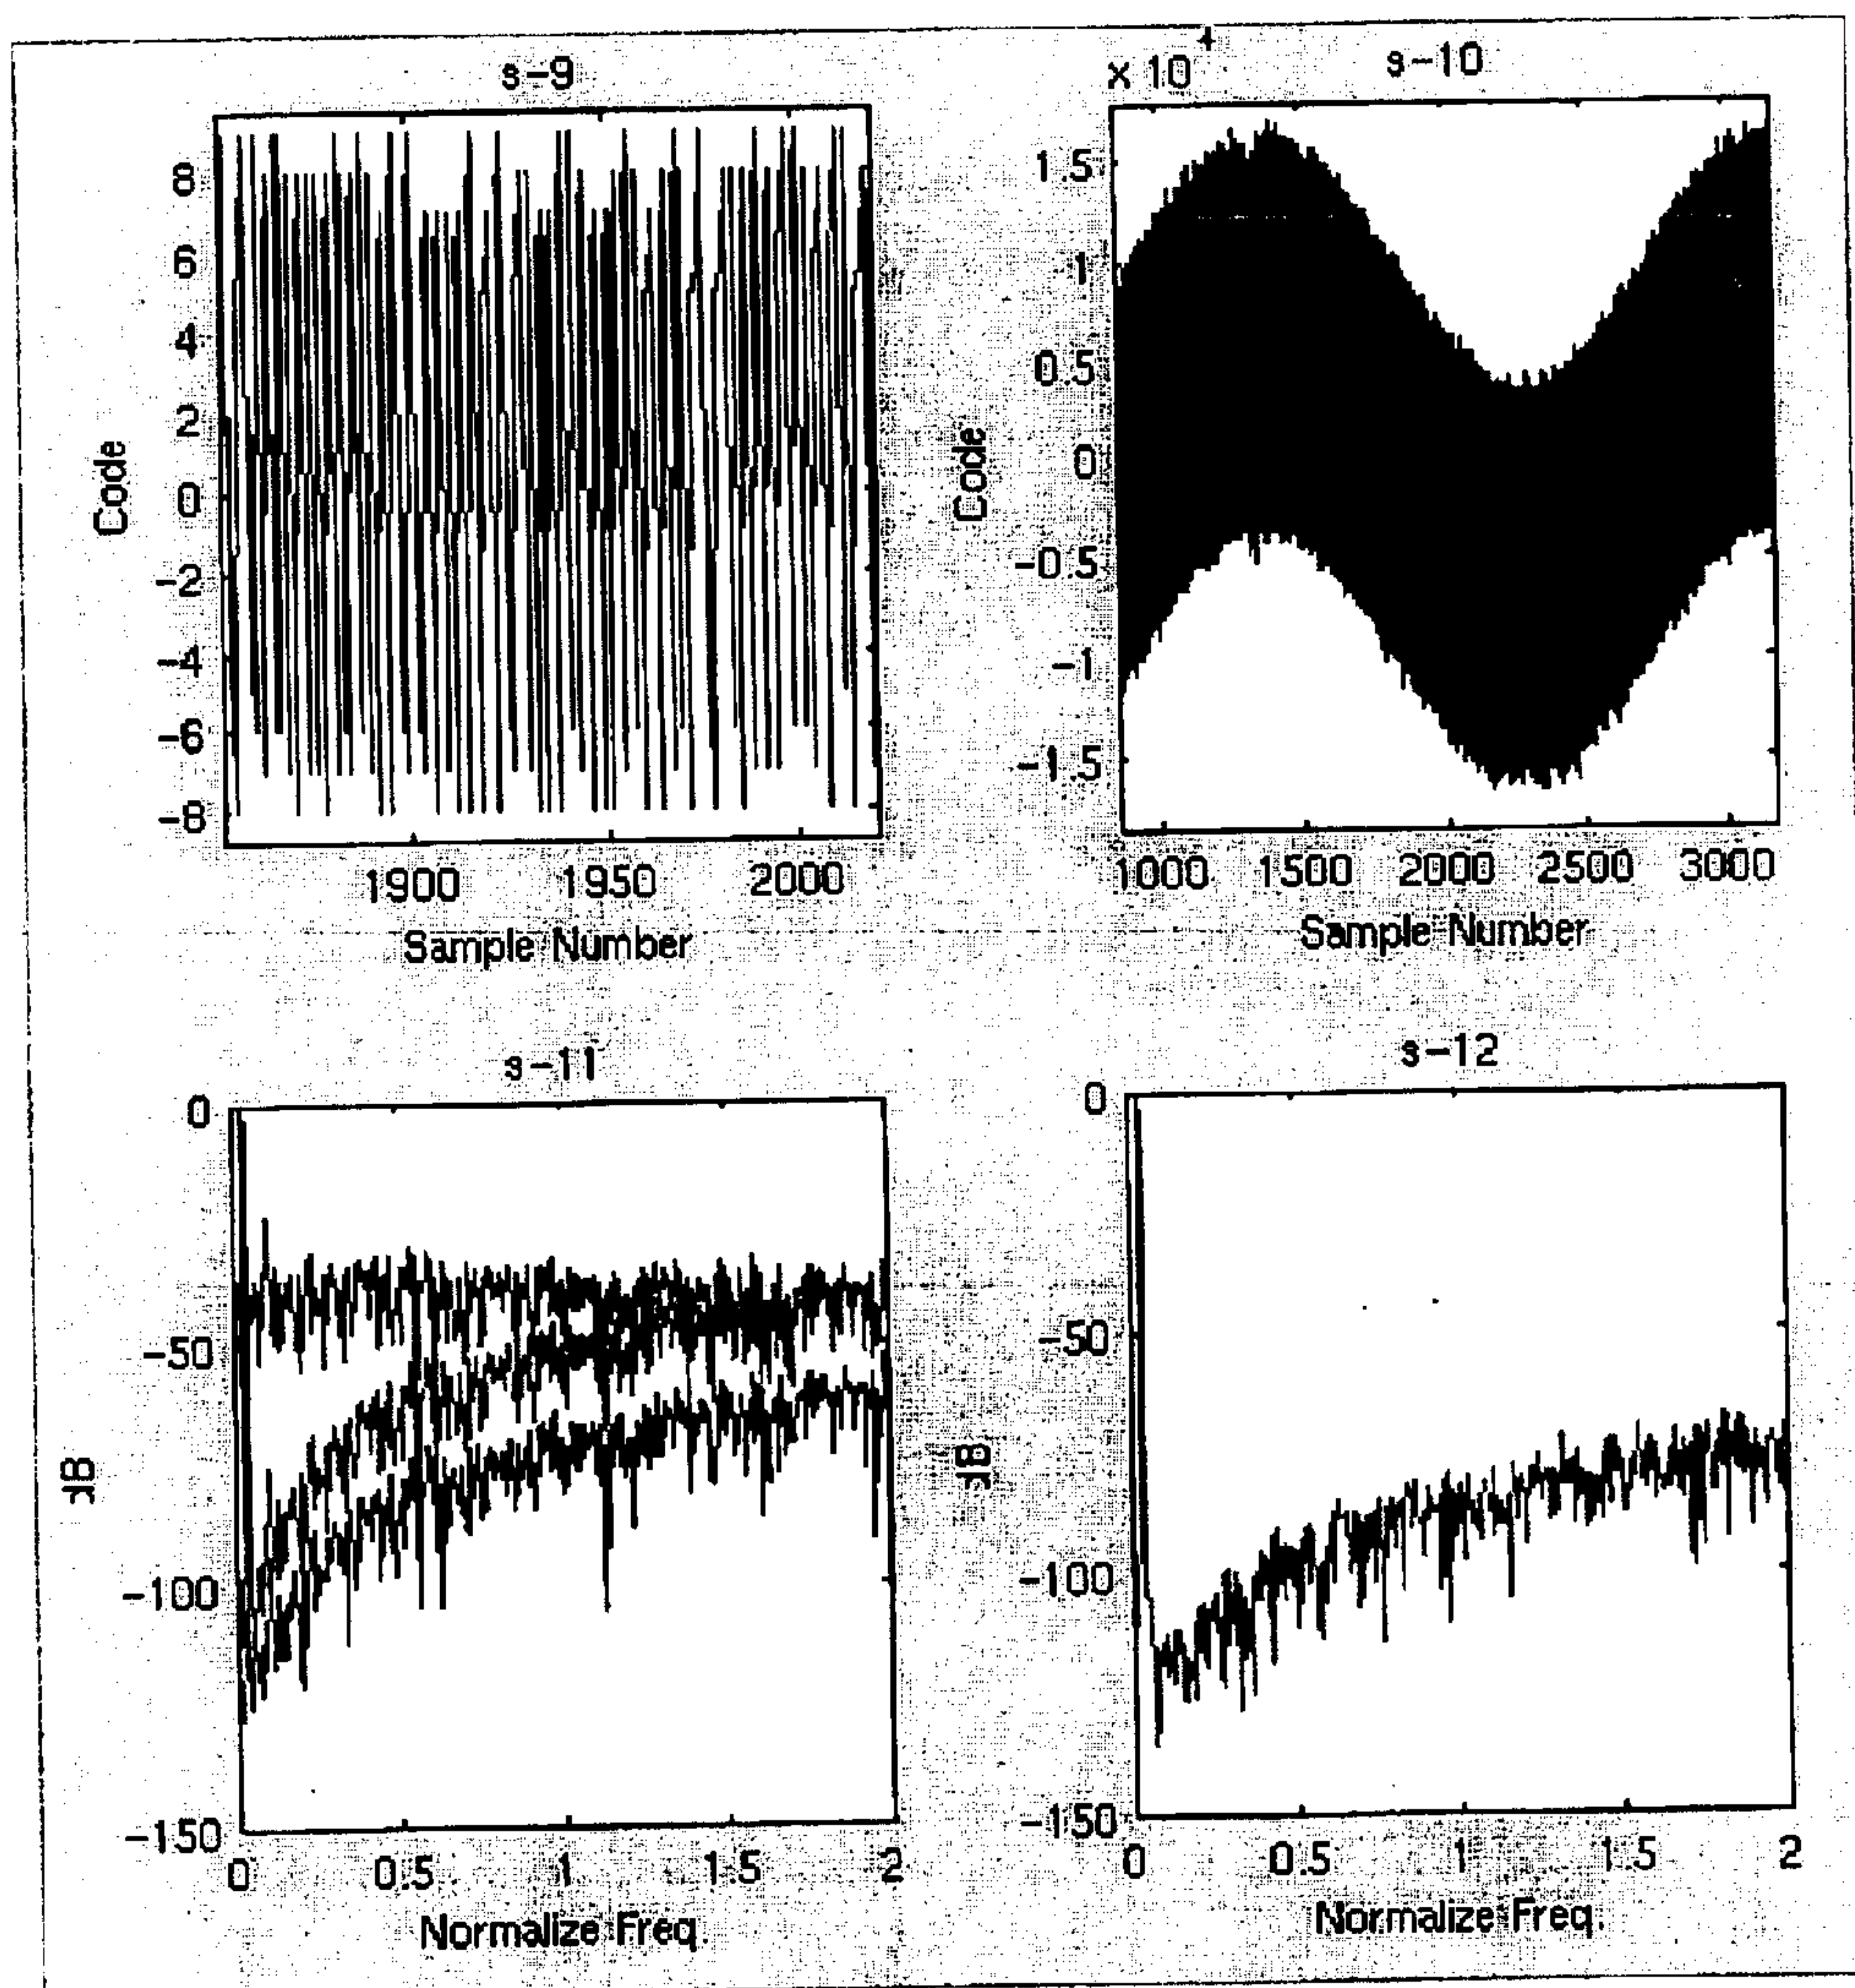 s-9
8
6
4
2
0
-2
-4
-6
-8
Code
1900 1950 2000
Sample Number
x 10
4
s-10
1.5
1
0.5
0
-0.5
-1
-1.5
Code
1000 1500 2000 2500 3000
Sample Number
s-11
0
-50
-100
-150
dB
0 0.5 1 1.5 2
Normalize Freq.
s-12
0
-50
-100
-150
dB
0 0.5 1 1.5 2
Normalize Freq.